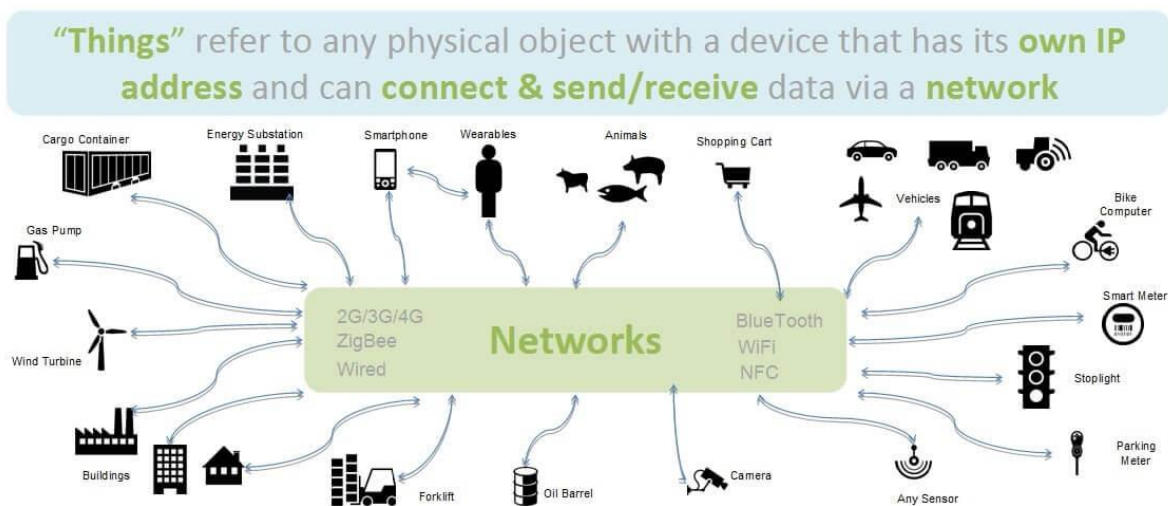 “Things” refer to any physical object with a device that has its own IP
address and can connect & send/receive data via a network
Cargo Container
Energy Substation
Smartphone
Wearables
Animals
Shopping Cart
Vehicles
Bike
Computer
Gas Pump
Smart Meter
Wind Turbine
2G/3G/4G
ZigBee
Wired
Networks
BlueTooth
WiFi
NFC
Stoplight
Buildings
Forklift
Oil Barrel
Camera
Any Sensor
Parking
Meter